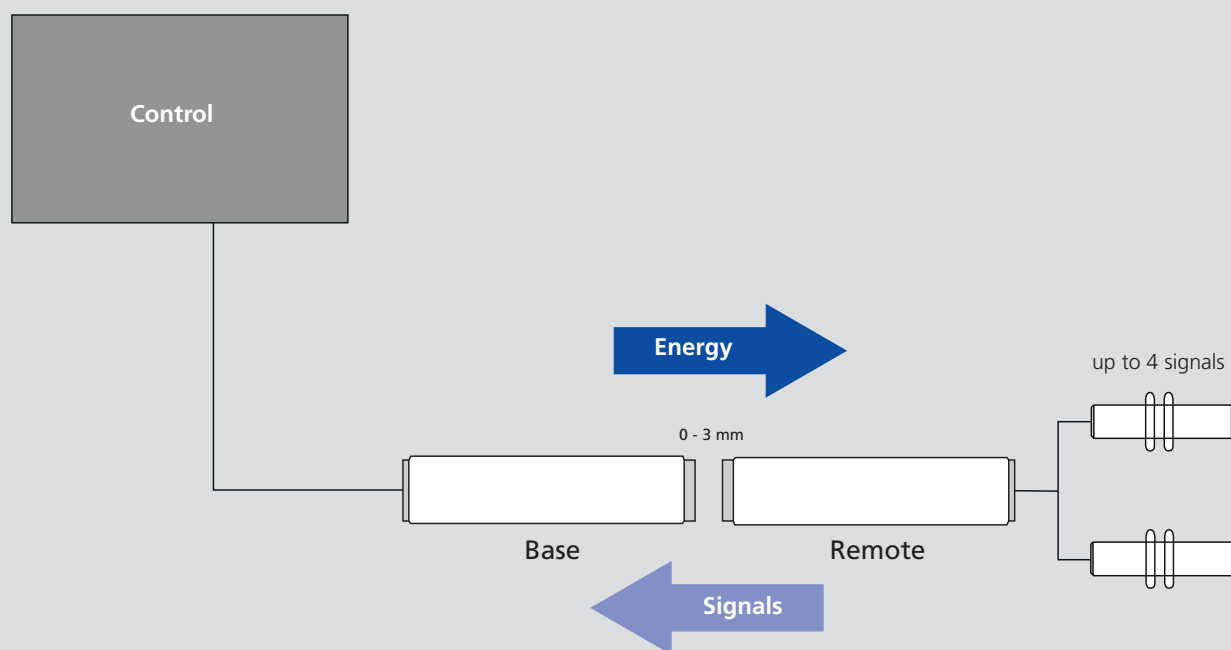 Control
Energy
up to 4 signals
0 - 3 mm
Base
Remote
Signals